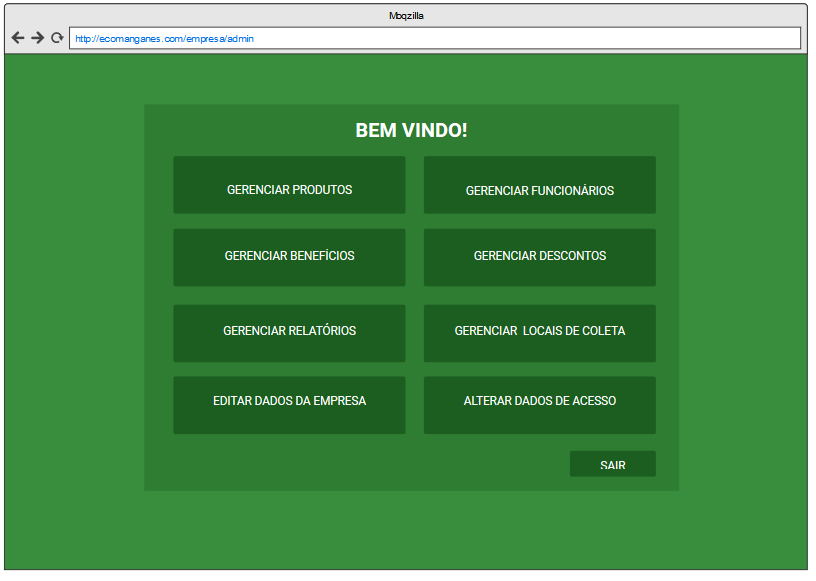 Moqzilla
http://ecomanganes.com/empresa/admin
BEM VINDO!
GERENCIAR PRODUTOS
GERENCIAR FUNCIONÁRIOS
GERENCIAR BENEFÍCIOS
GERENCIAR DESCONTOS
GERENCIAR RELATÓRIOS
GERENCIAR LOCAIS DE COLETA
EDITAR DADOS DA EMPRESA
ALTERAR DADOS DE ACESSO
SAIR